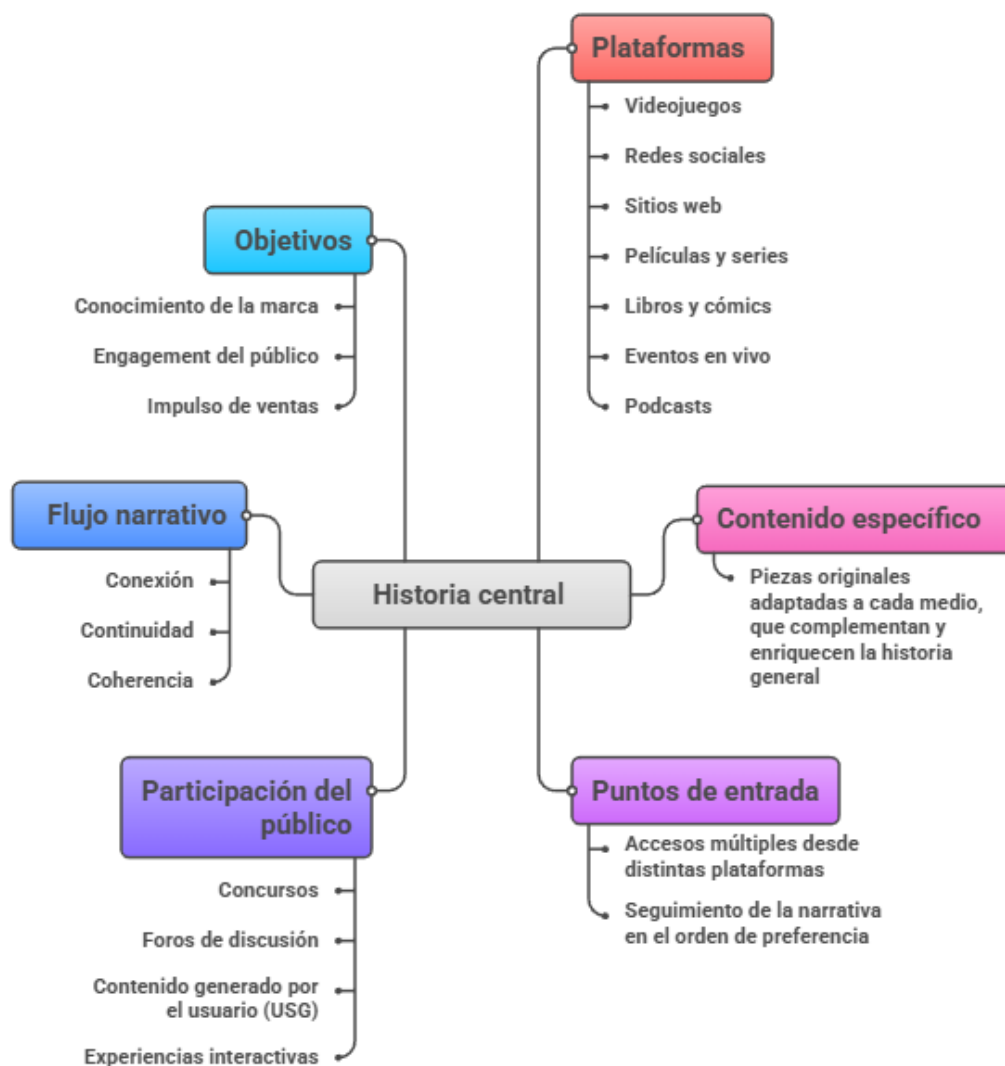 Plataformas
Videojuegos
Redes sociales
Sitios web
Películas y series
Libros y cómics
Eventos en vivo
Podcasts
Objetivos
Conocimiento de la marca
Engagement del público
Impulso de ventas
Flujo narrativo
Conexión
Continuidad
Coherencia
Historia central
Contenido específico
Piezas originales
adaptadas a cada medio,
que complementan y
enriquecen la historia
general
Participación del
público
Concursos
Foros de discusión
Contenido generado por
el usuario (USG)
Experiencias interactivas
Puntos de entrada
Accesos múltiples desde
distintas plataformas
Seguimiento de la narrativa
en el orden de preferencia